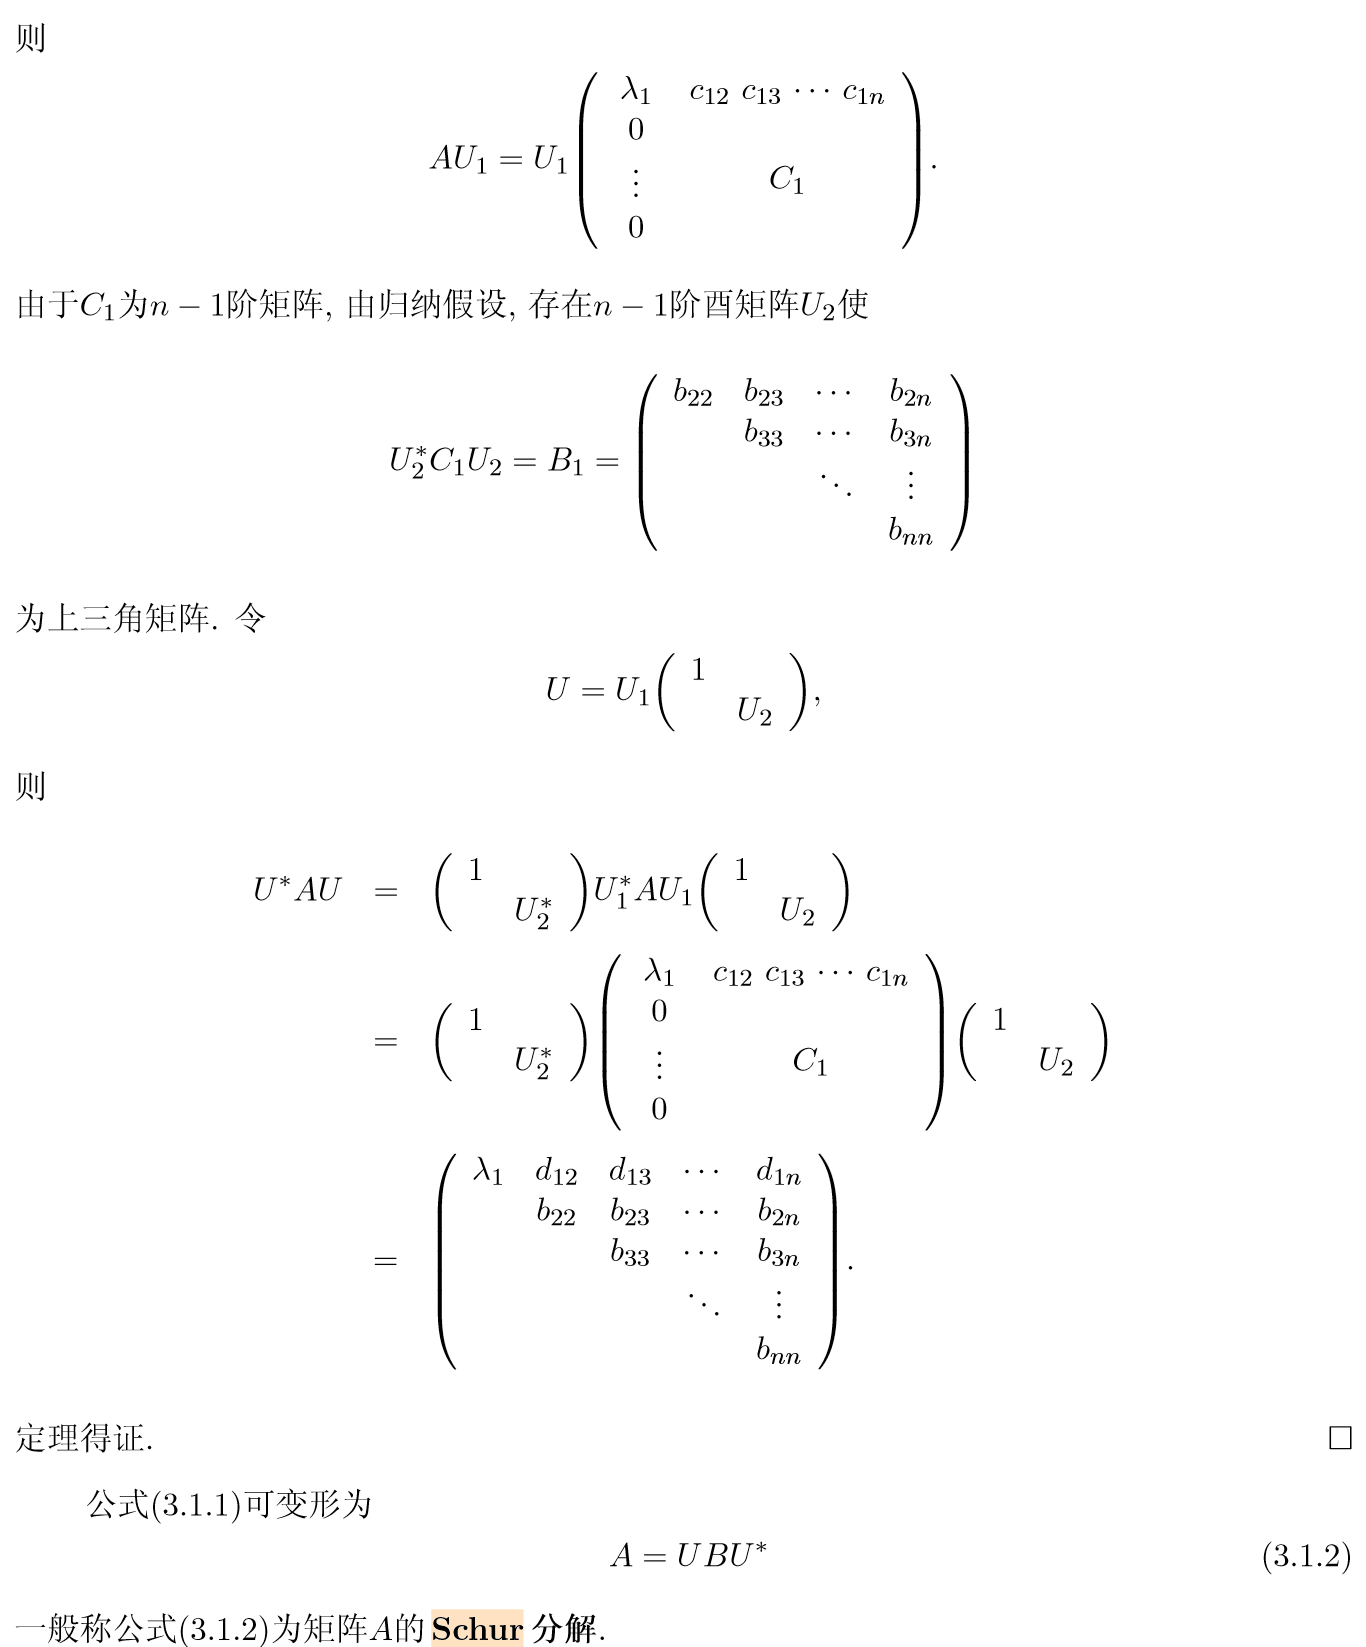 则
$$AU_1 = U_1\begin{pmatrix} \lambda_1 & c_{12}\ c_{13}\ \cdots\ c_{1n} \\ 0 & \\ \vdots & C_1 \\ 0 & \end{pmatrix}.$$
由于$C_1$为$n-1$阶矩阵, 由归纳假设, 存在$n-1$阶酉矩阵$U_2$使
$$U_2^*C_1U_2 = B_1 = \begin{pmatrix} b_{22} & b_{23} & \cdots & b_{2n} \\ & b_{33} & \cdots & b_{3n} \\ & & \ddots & \vdots \\ & & & b_{nn} \end{pmatrix}$$
为上三角矩阵. 令
$$U = U_1\begin{pmatrix} 1 & \\ & U_2 \end{pmatrix},$$
则
$$U^*AU = \begin{pmatrix} 1 & \\ & U_2^* \end{pmatrix}U_1^*AU_1\begin{pmatrix} 1 & \\ & U_2 \end{pmatrix}$$
$$= \begin{pmatrix} 1 & \\ & U_2^* \end{pmatrix}\begin{pmatrix} \lambda_1 & c_{12}\ c_{13}\ \cdots\ c_{1n} \\ 0 & \\ \vdots & C_1 \\ 0 & \end{pmatrix}\begin{pmatrix} 1 & \\ & U_2 \end{pmatrix}$$
$$= \begin{pmatrix} \lambda_1 & d_{12} & d_{13} & \cdots & d_{1n} \\ & b_{22} & b_{23} & \cdots & b_{2n} \\ & & b_{33} & \cdots & b_{3n} \\ & & & \ddots & \vdots \\ & & & & b_{nn} \end{pmatrix}.$$
定理得证. □
公式(3.1.1)可变形为
$$A = UBU^* \quad (3.1.2)$$
一般称公式(3.1.2)为矩阵$A$的 Schur 分解.